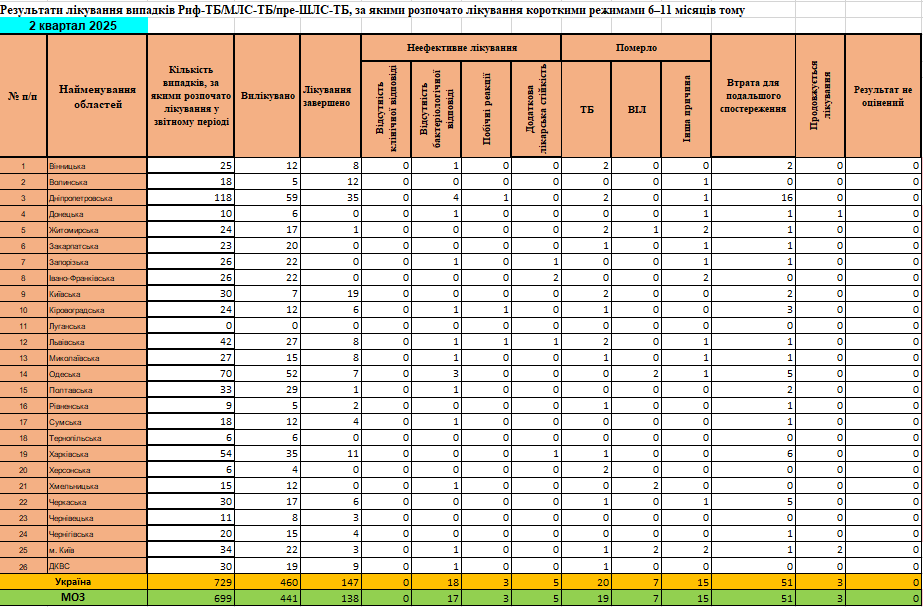 Результати лікування випадків Риф-ТБ/МЛС-ТБ/пре-ШЛС-ТБ, за якими розпочато лікування короткими режимами 6–11 місяців тому
2 квартал 2025
№ п/п Найменування областей Кількість випадків, за якими розпочато лікування у звітному періоді Вилікувано Лікування завершено Неефективне лікування Померло Втрата для подальшого спостереження Продовжується лікування Результат не оцінений
Відсутність клінічної відповіді Відсутність бактеріологічної відповіді Побічні реакції Додаткова лікарська стійкість ТБ ВІЛ Інша причина
1 Вінницька 25 12 8 0 1 0 0 2 0 0 2 0 0
2 Волинська 18 5 12 0 0 0 0 0 0 1 0 0 0
3 Дніпропетровська 118 59 35 0 4 1 0 2 0 1 16 0 0
4 Донецька 10 6 0 0 1 0 0 0 0 1 1 1 0
5 Житомирська 24 17 1 0 0 0 0 2 1 2 1 0 0
6 Закарпатська 23 20 0 0 0 0 0 1 0 1 1 0 0
7 Запорізька 26 22 0 0 1 0 1 0 0 1 1 0 0
8 Івано-Франківська 26 22 0 0 0 0 2 0 0 2 0 0 0
9 Київська 30 7 19 0 0 0 0 2 0 0 2 0 0
10 Кіровоградська 24 12 6 0 1 1 0 1 0 0 3 0 0
11 Луганська 0 0 0 0 0 0 0 0 0 0 0 0 0
12 Львівська 42 27 8 0 1 1 1 2 0 1 1 0 0
13 Миколаївська 27 15 8 0 1 0 0 1 0 1 1 0 0
14 Одеська 70 52 7 0 3 0 0 0 2 1 5 0 0
15 Полтавська 33 29 1 0 1 0 0 0 0 0 2 0 0
16 Рівненська 9 5 2 0 0 0 0 1 0 0 1 0 0
17 Сумська 18 12 4 0 1 0 0 0 0 0 1 0 0
18 Тернопільська 6 6 0 0 0 0 0 0 0 0 0 0 0
19 Харківська 54 35 11 0 0 0 1 1 0 0 6 0 0
20 Херсонська 6 4 0 0 0 0 0 2 0 0 0 0 0
21 Хмельницька 15 12 0 0 1 0 0 0 2 0 0 0 0
22 Черкаська 30 17 6 0 0 0 0 1 0 1 5 0 0
23 Чернівецька 11 8 3 0 0 0 0 0 0 0 0 0 0
24 Чернігівська 20 15 4 0 0 0 0 0 0 0 1 0 0
25 м. Київ 34 22 3 0 1 0 0 1 2 2 1 2 0
26 ДКВС 30 19 9 0 1 0 0 1 0 0 0 0 0
Україна 729 460 147 0 18 3 5 20 7 15 51 3 0
МОЗ 699 441 138 0 17 3 5 19 7 15 51 3 0